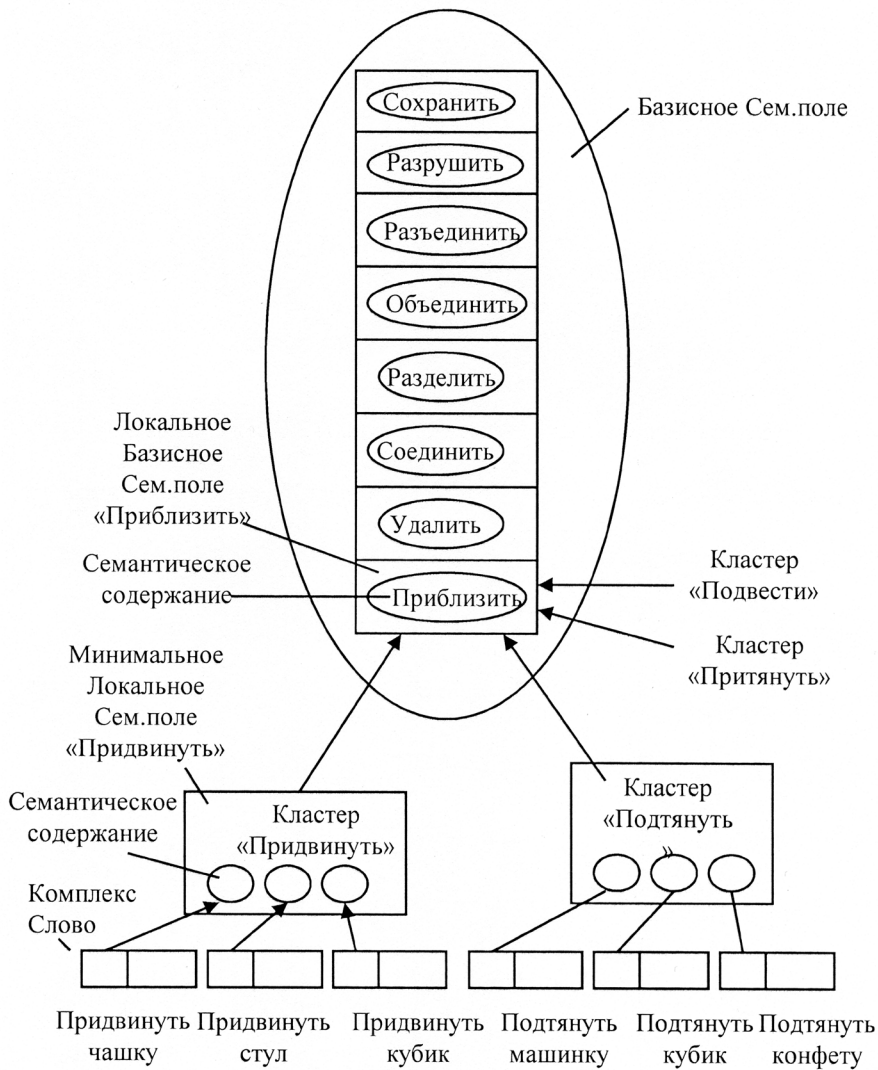 Сохранить
Базисное Сем.поле
Разрушить
Разъединить
Объединить
Разделить
Локальное
Базисное
Сем.поле
«Приблизить»
Соединить
Удалить
Семантическое
содержание
Приблизить
Кластер
«Подвести»
Кластер
«Притянуть»
Минимальное
Локальное
Сем.поле
«Придвинуть»
Семантическое
содержание
Кластер
«Придвинуть»
Кластер
«Подтянуть
»
Комплекс
Слово
Придвинуть
чашку
Придвинуть
стул
Придвинуть
кубик
Подтянуть
машинку
Подтянуть
кубик
Подтянуть
конфету